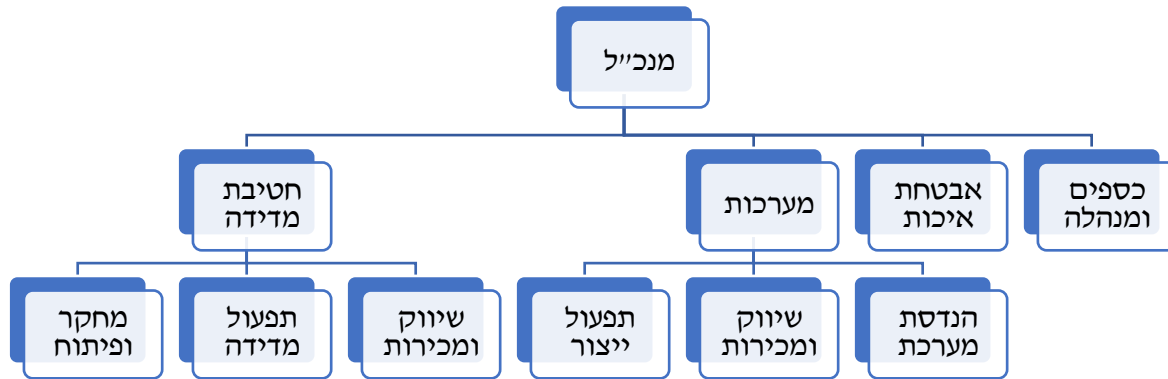 מנכ״ל
כספים
ומנהלה
אבטחת
איכות
מערכות
חטיבת
מדידה
הנדסת
מערכת
שיווק
ומכירות
תפעול
ייצור
שיווק
ומכירות
תפעול
מדידה
מחקר
ופיתוח